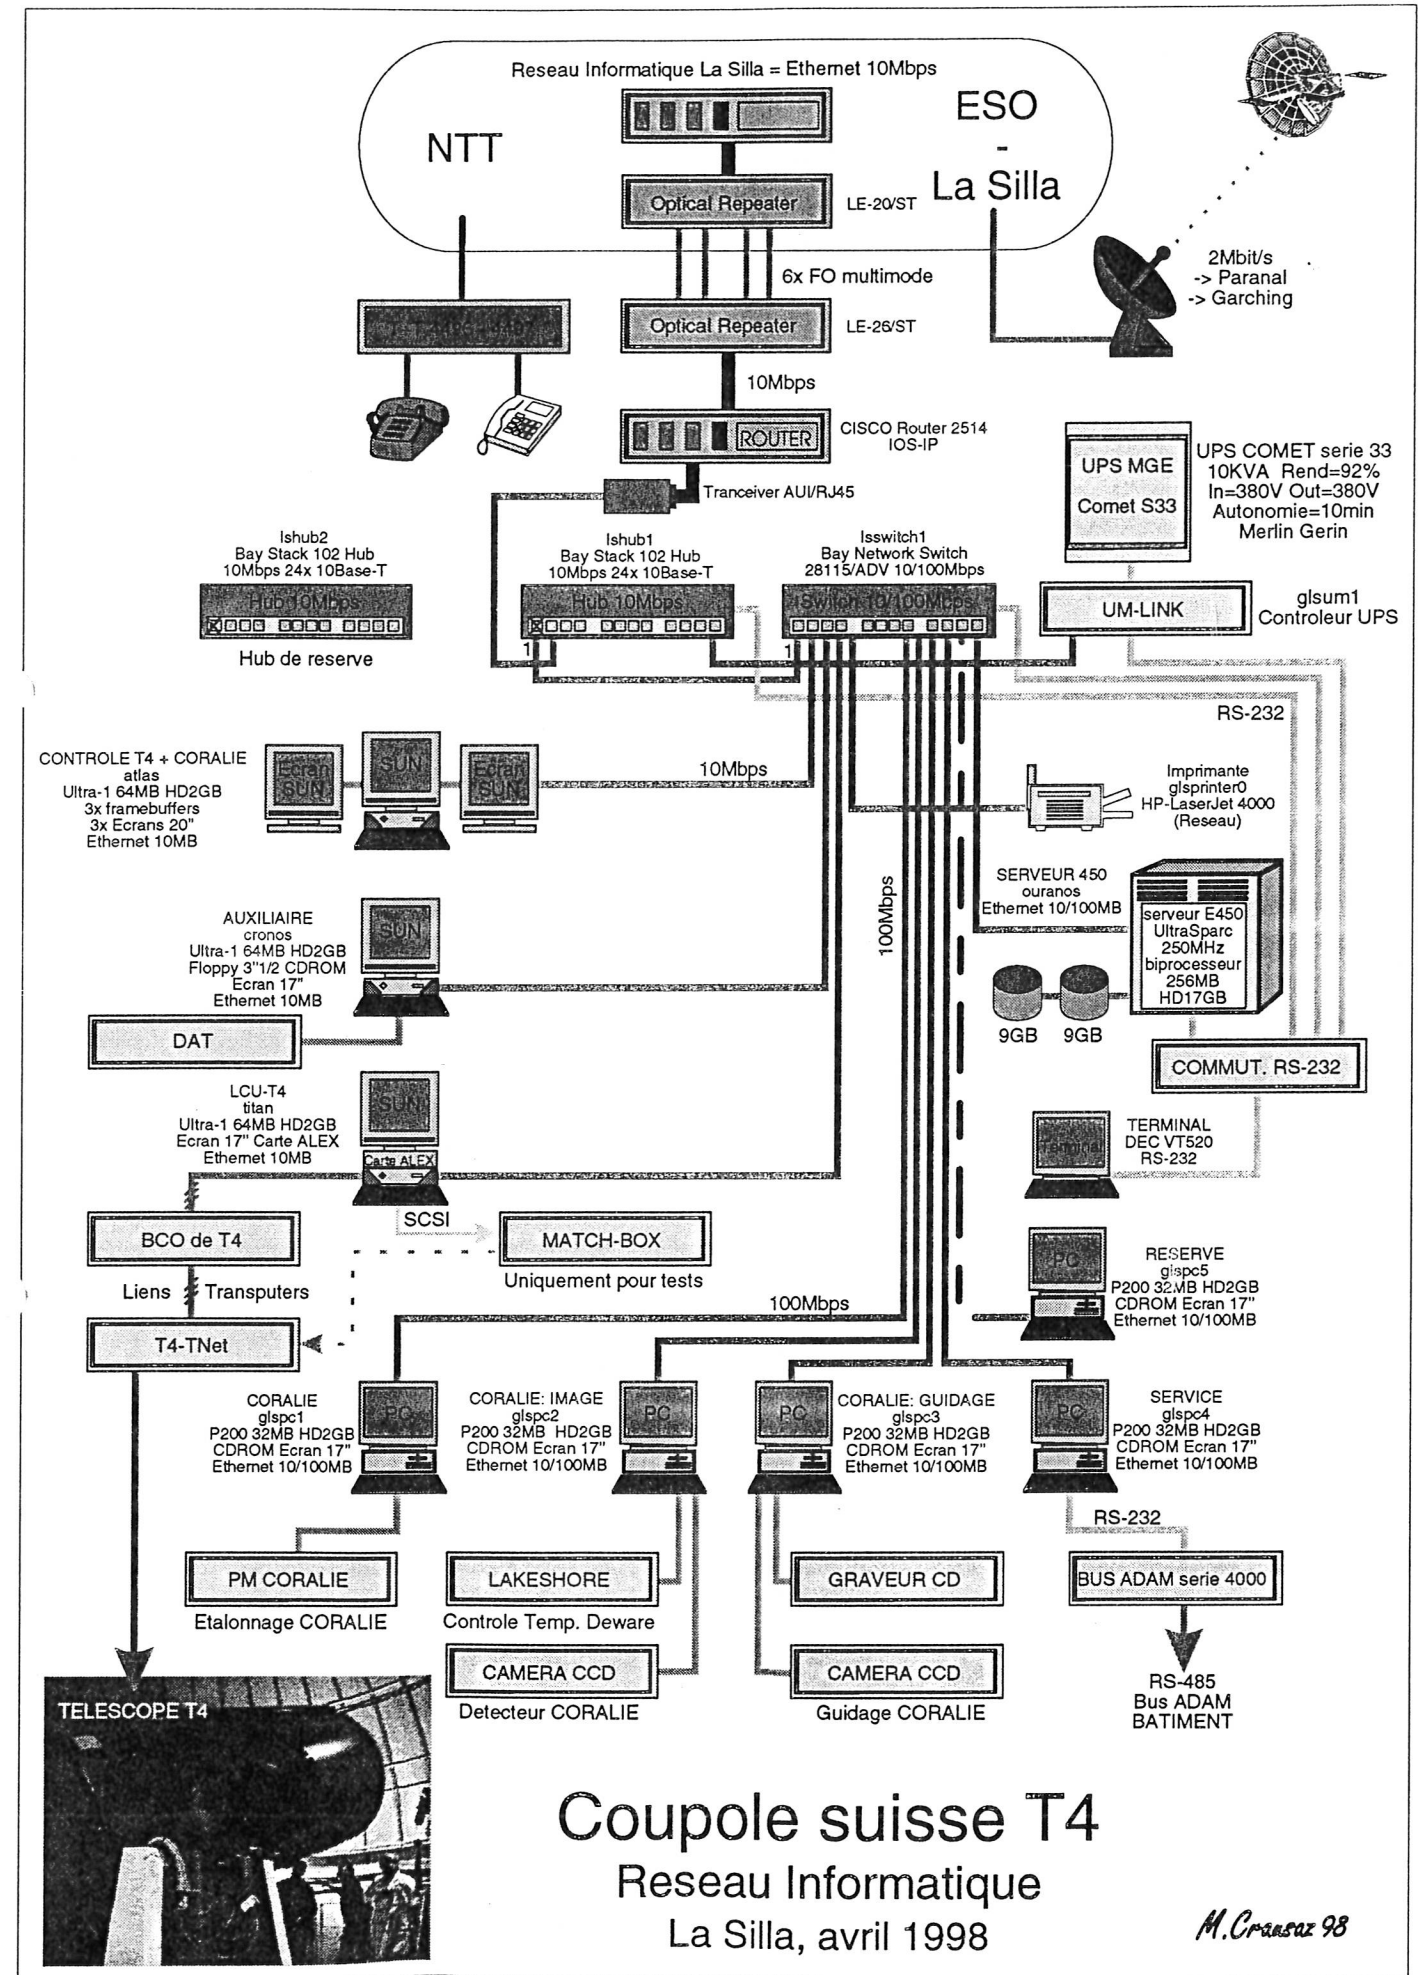 Reseau Informatique La Silla = Ethernet 10Mbps
NTT
ESO
-
La Silla
Optical Repeater
LE-20/ST
6x FO multimode
2Mbit/s
-> Paranal
-> Garching
Optical Repeater
LE-26/ST
10Mbps
ROUTER
CISCO Router 2514
IOS-IP
Tranceiver AUI/RJ45
UPS MGE
Comet S33
UPS COMET serie 33
10KVA Rend=92%
In=380V Out=380V
Autonomie=10min
Merlin Gerin
lshub2
Bay Stack 102 Hub
10Mbps 24x 10Base-T
Hub 10Mbps
Hub de reserve
lshub1
Bay Stack 102 Hub
10Mbps 24x 10Base-T
Hub 10Mbps
1
lsswitch1
Bay Network Switch
28115/ADV 10/100Mbps
Switch 10/100Mbps
1
UM-LINK
glsum1
Controleur UPS
RS-232
CONTROLE T4 + CORALIE
atlas
Ultra-1 64MB HD2GB
3x framebuffers
3x Ecrans 20"
Ethernet 10MB
Ecran
SUN
SUN
Ecran
SUN
10Mbps
Imprimante
glsprinter0
HP-LaserJet 4000
(Reseau)
100Mbps
AUXILIAIRE
cronos
Ultra-1 64MB HD2GB
Floppy 3"1/2 CDROM
Ecran 17"
Ethernet 10MB
SUN
DAT
SERVEUR 450
ouranos
Ethernet 10/100MB
serveur E450
UltraSparc
250MHz
biprocesseur
256MB
HD17GB
9GB
9GB
COMMUT. RS-232
LCU-T4
titan
Ultra-1 64MB HD2GB
Ecran 17" Carte ALEX
Ethernet 10MB
SUN
Carte ALEX
SCSI
Terminal
TERMINAL
DEC VT520
RS-232
BCO de T4
MATCH-BOX
Uniquement pour tests
Liens
Transputers
T4-TNet
PC
RESERVE
glspc5
P200 32MB HD2GB
CDROM Ecran 17"
Ethernet 10/100MB
100Mbps
CORALIE
glspc1
P200 32MB HD2GB
CDROM Ecran 17"
Ethernet 10/100MB
PC
CORALIE: IMAGE
glspc2
P200 32MB HD2GB
CDROM Ecran 17"
Ethernet 10/100MB
PC
PC
CORALIE: GUIDAGE
glspc3
P200 32MB HD2GB
CDROM Ecran 17"
Ethernet 10/100MB
PC
SERVICE
glspc4
P200 32MB HD2GB
CDROM Ecran 17"
Ethernet 10/100MB
RS-232
PM CORALIE
Etalonnage CORALIE
LAKESHORE
Controle Temp. Deware
CAMERA CCD
Detecteur CORALIE
GRAVEUR CD
CAMERA CCD
Guidage CORALIE
BUS ADAM serie 4000
RS-485
Bus ADAM
BATIMENT
TELESCOPE T4
Coupole suisse T4
Reseau Informatique
La Silla, avril 1998
M. Cransaz 98